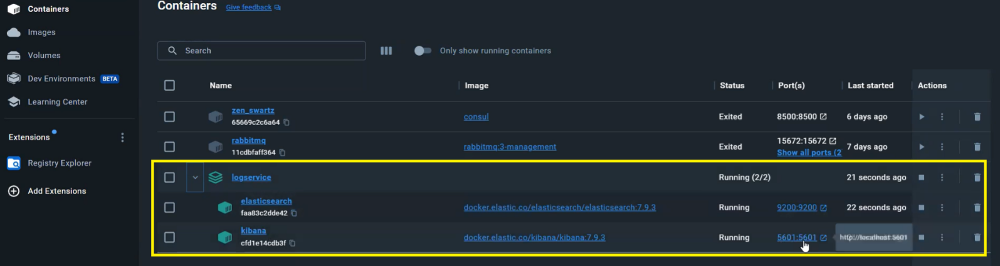 Containers
Images
Volumes
Dev Environments BETA
Learning Center
Extensions
Registry Explorer
Add Extensions
Containers Give feedback
Search
Only show running containers
Name Image Status Port(s) Last started Actions
zen_swartz
65669c2c6a64
consul Exited 8500:8500 6 days ago
rabbitmq
11cdbfaff364
rabbitmq:3-management Exited 15672:15672
Show all ports (2
7 days ago
logservice Running (2/2) 21 seconds ago
elasticsearch
faa83c2dde42
docker.elastic.co/elasticsearch/elasticsearch:7.9.3 Running 9200:9200 22 seconds ago
kibana
cfd1e14cdb3f
docker.elastic.co/kibana/kibana:7.9.3 Running 5601:5601 http://localhost:5601